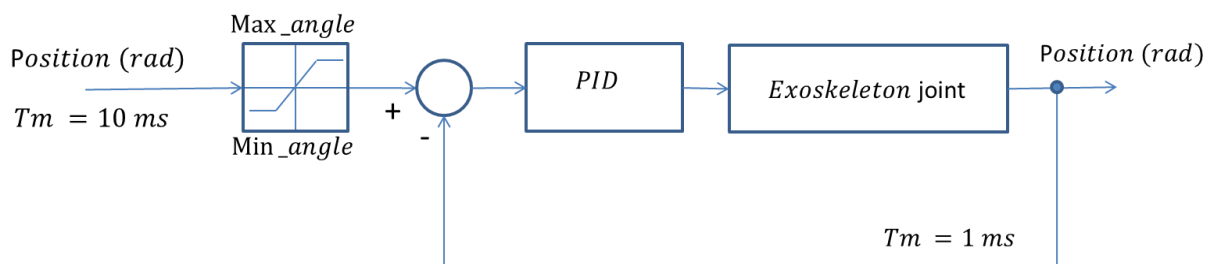 Max _angle
Position (rad)
Tm = 10 ms
Min _angle
+
-
PID
Exoskeleton joint
Position (rad)
Tm = 1 ms